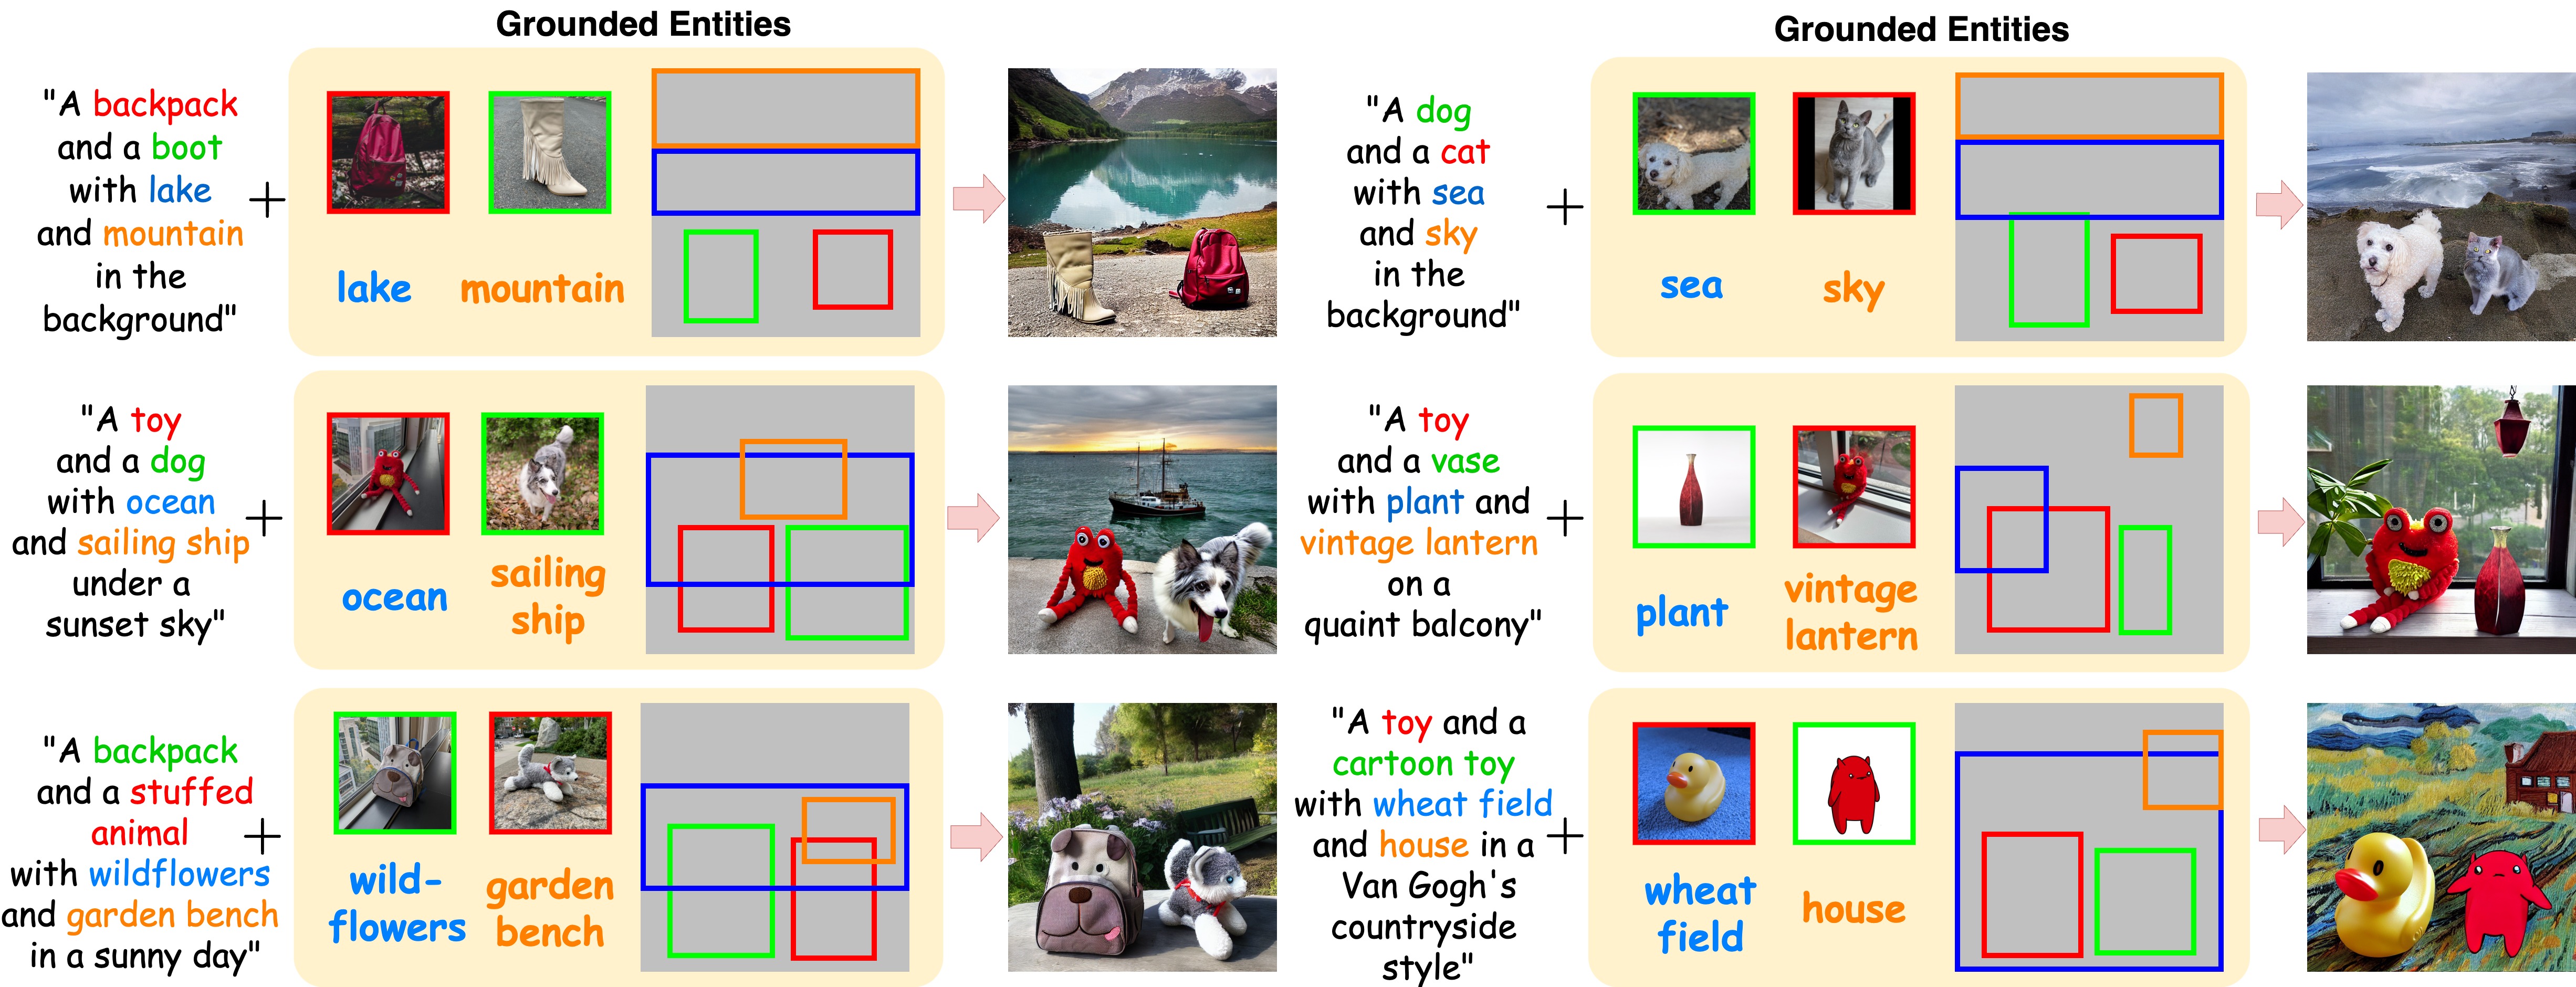 Grounded Entities
"A backpack
and a boot
with lake
and mountain
in the
background"
+
lake
mountain
"A toy
and a dog
with ocean
and sailing ship
under a
sunset sky"
+
ocean
sailing
ship
"A backpack
and a stuffed
animal
with wildflowers
and garden bench
in a sunny day"
+
wild-
flowers
garden
bench
Grounded Entities
"A dog
and a cat
with sea
and sky
in the
background"
+
sea
sky
"A toy
and a vase
with plant and
vintage lantern
on a
quaint balcony"
+
plant
vintage
lantern
"A toy and a
cartoon toy
with wheat field
and house in a
Van Gogh's
countryside
style"
+
wheat
field
house